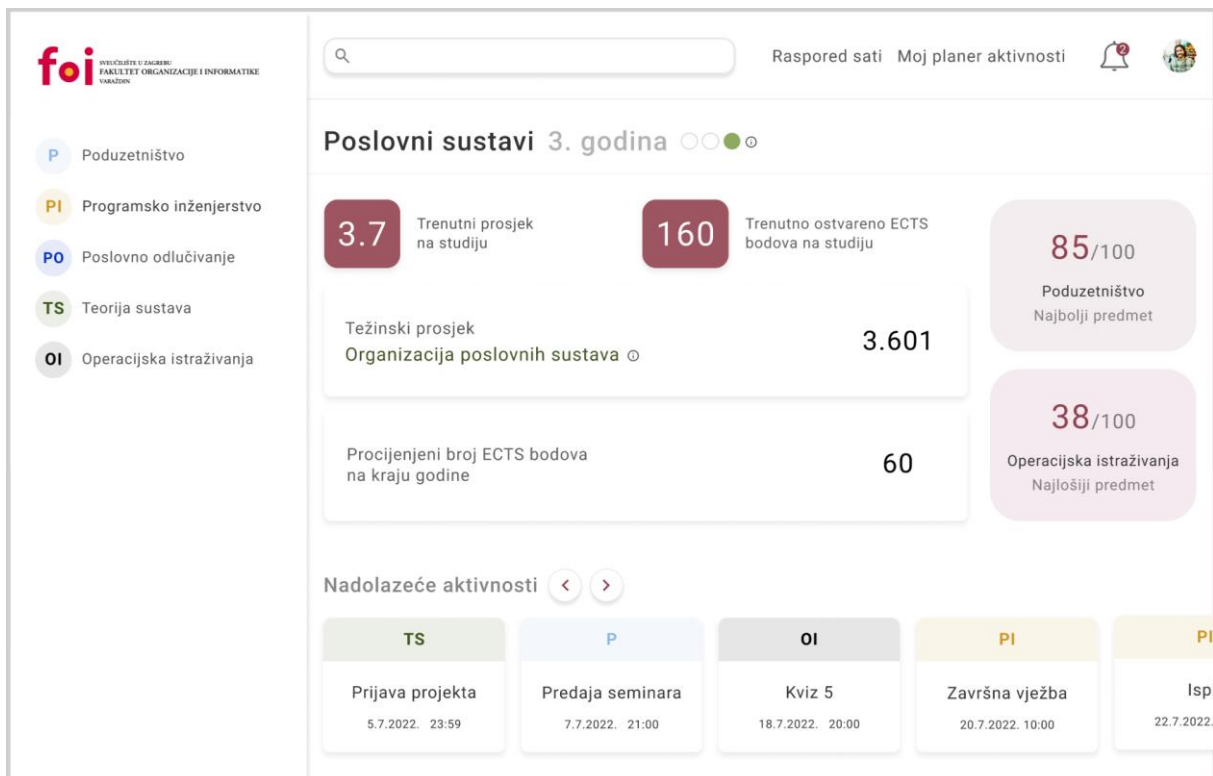 foi
SVEUČILIŠTE U ZAGREBU
FAKULTET ORGANIZACIJE I INFORMATIKE
VARAŽDIN
Raspored sati
Moj planer aktivnosti
2
P
Poduzetništvo
PI
Programsko inženjerstvo
PO
Poslovno odlučivanje
TS
Teorija sustava
OI
Operacijska istraživanja
Poslovni sustavi 3. godina
3.7
Trenutni prosjek
na studiju
160
Trenutno ostvareno ECTS
bodova na studiju
85/100
Poduzetništvo
Najbolji predmet
Težinski prosjek
Organizacija poslovnih sustava
3.601
38/100
Operacijska istraživanja
Najlošiji predmet
Procijenjeni broj ECTS bodova
na kraju godine
60
Nadolazeće aktivnosti
TS
Prijava projekta
5.7.2022. 23:59
P
Predaja seminara
7.7.2022. 21:00
OI
Kviz 5
18.7.2022. 20:00
PI
Završna vježba
20.7.2022. 10:00
PI
Isp
22.7.2022.